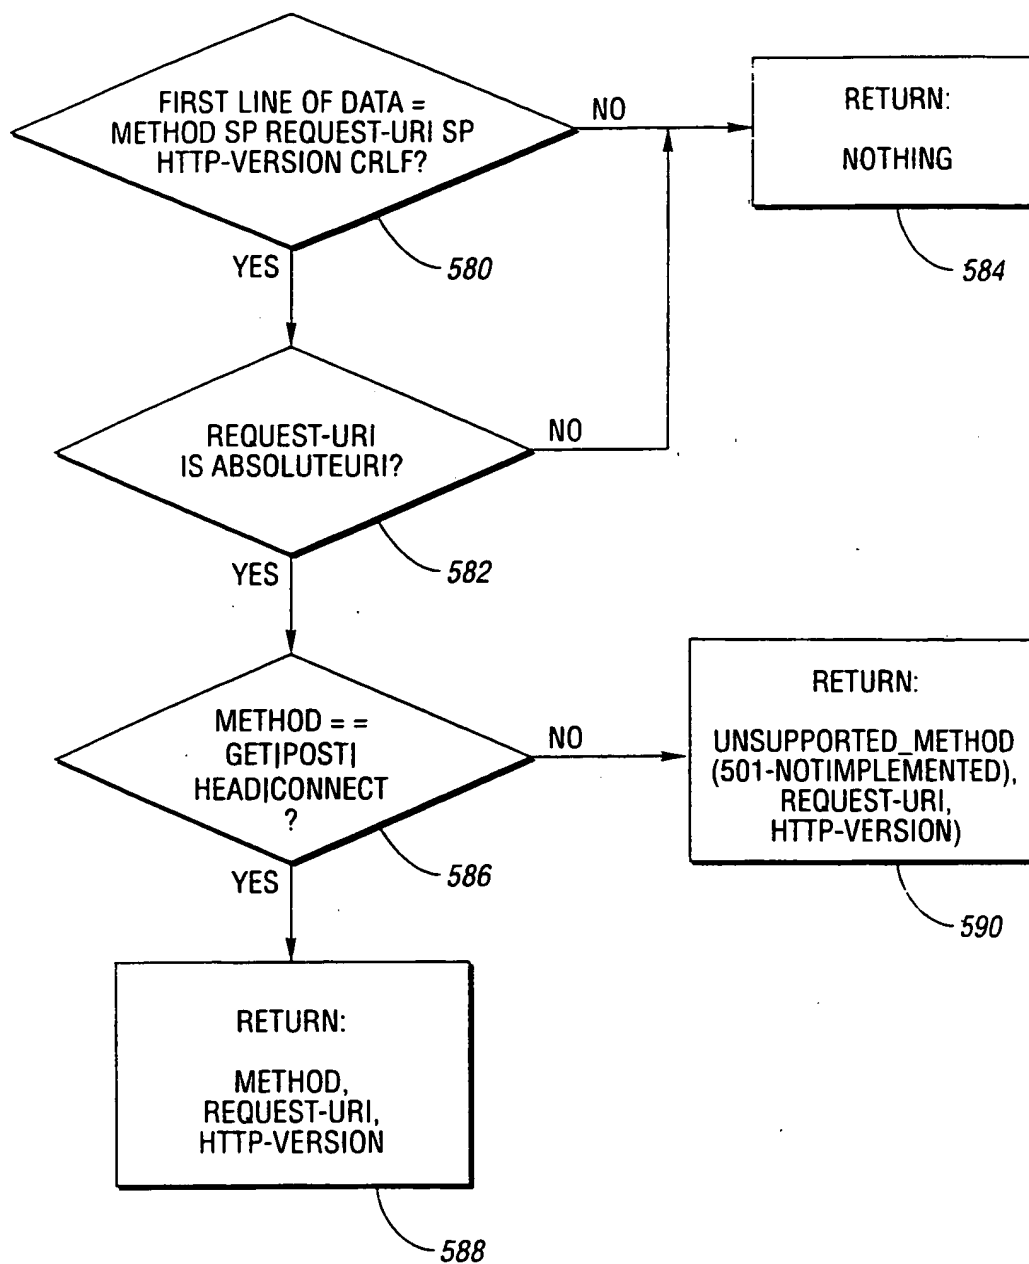 FIRST LINE OF DATA =
METHOD SP REQUEST-URI SP
HTTP-VERSION CRLF?
NO
RETURN:
NOTHING
YES
580
584
REQUEST-URI
IS ABSOLUTEURI?
NO
YES
582
METHOD = =
GET|POST|
HEAD|CONNECT
?
NO
RETURN:
UNSUPPORTED_METHOD
(501-NOTIMPLEMENTED),
REQUEST-URI,
HTTP-VERSION)
YES
586
590
RETURN:
METHOD,
REQUEST-URI,
HTTP-VERSION
588